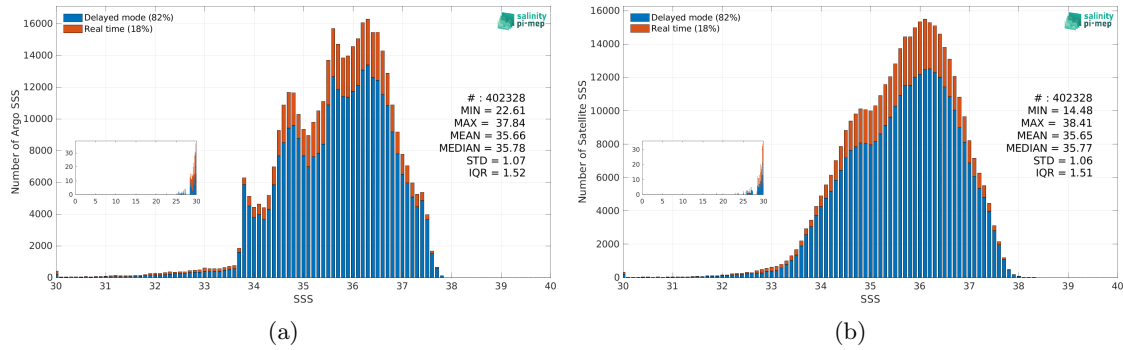 Delayed mode (82%)
Real time (18%)
salinity
pi-mep
16000
14000
12000
10000
8000
6000
4000
2000
0
Number of Argo SSS
# : 402328
MIN = 22.61
MAX = 37.84
MEAN = 35.66
MEDIAN = 35.78
STD = 1.07
IQR = 1.52
30
20
10
0
0 5 10 15 20 25 30
30 31 32 33 34 35 36 37 38 39 40
SSS
(a)
Delayed mode (82%)
Real time (18%)
salinity
pi-mep
16000
14000
12000
10000
8000
6000
4000
2000
0
Number of Satellite SSS
# : 402328
MIN = 14.48
MAX = 38.41
MEAN = 35.65
MEDIAN = 35.77
STD = 1.06
IQR = 1.51
30
20
10
0
0 5 10 15 20 25 30
30 31 32 33 34 35 36 37 38 39 40
SSS
(b)